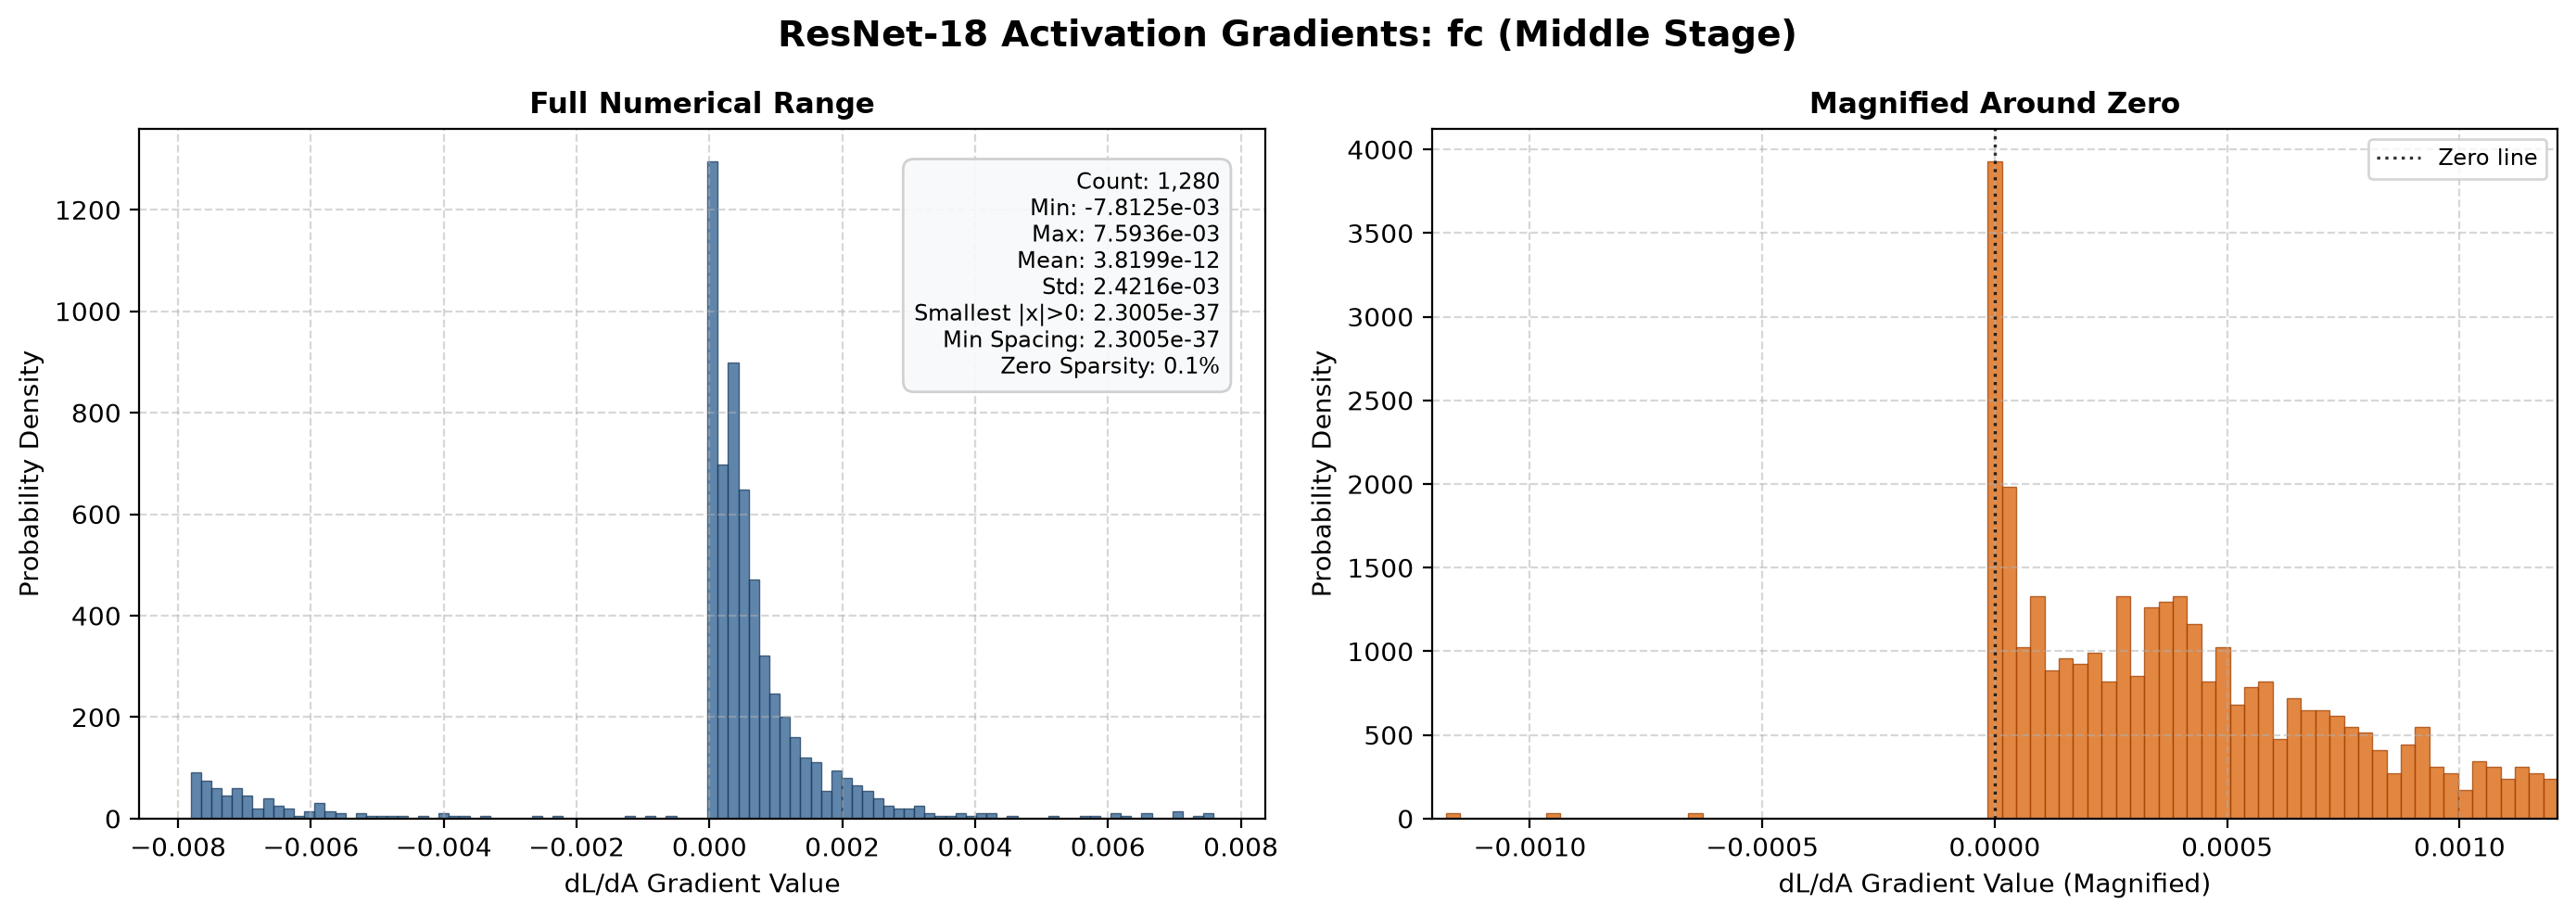 ResNet-18 Activation Gradients: fc (Middle Stage)
Full Numerical Range
Probability Density
0
200
400
600
800
1000
1200
Count: 1,280
Min: -7.8125e-03
Max: 7.5936e-03
Mean: 3.8199e-12
Std: 2.4216e-03
Smallest |x|>0: 2.3005e-37
Min Spacing: 2.3005e-37
Zero Sparsity: 0.1%
−0.008 −0.006 −0.004 −0.002 0.000 0.002 0.004 0.006 0.008
dL/dA Gradient Value
Magnified Around Zero
Probability Density
0
500
1000
1500
2000
2500
3000
3500
4000
Zero line
−0.0010 −0.0005 0.0000 0.0005 0.0010
dL/dA Gradient Value (Magnified)